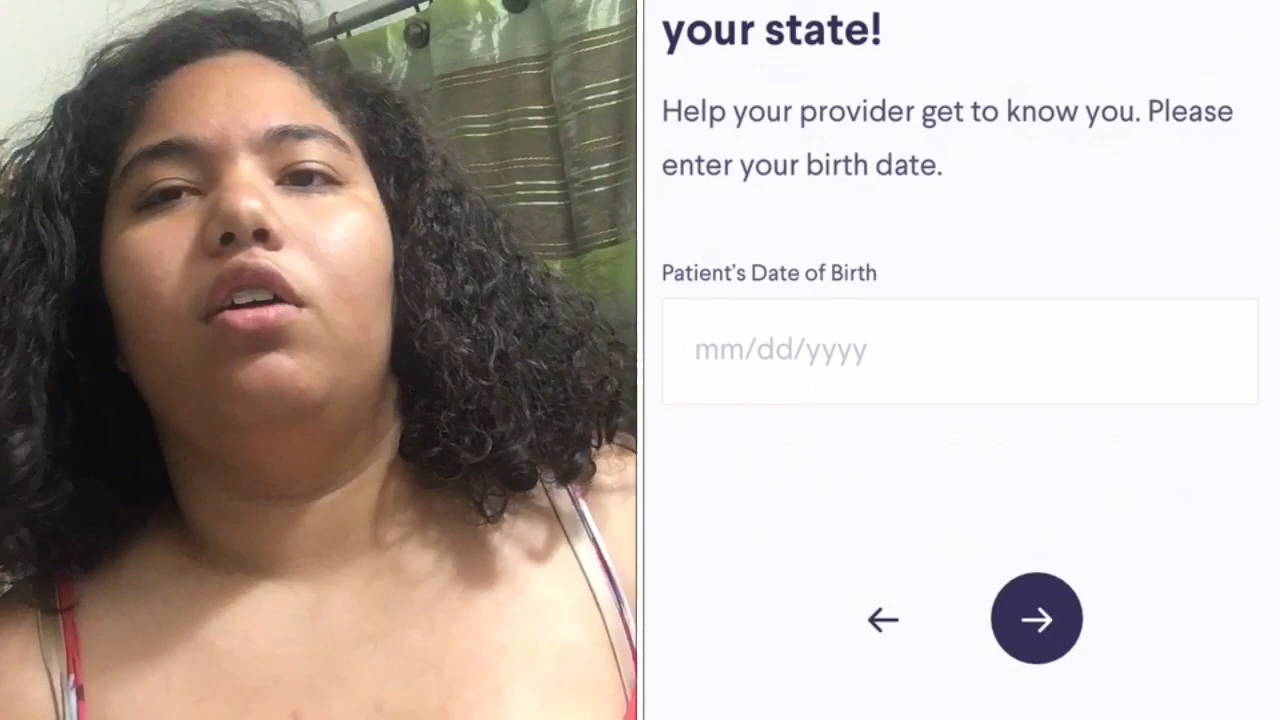 your state!
Help your provider get to know you. Please
enter your birth date.
Patient's Date of Birth
mm/dd/yyyy